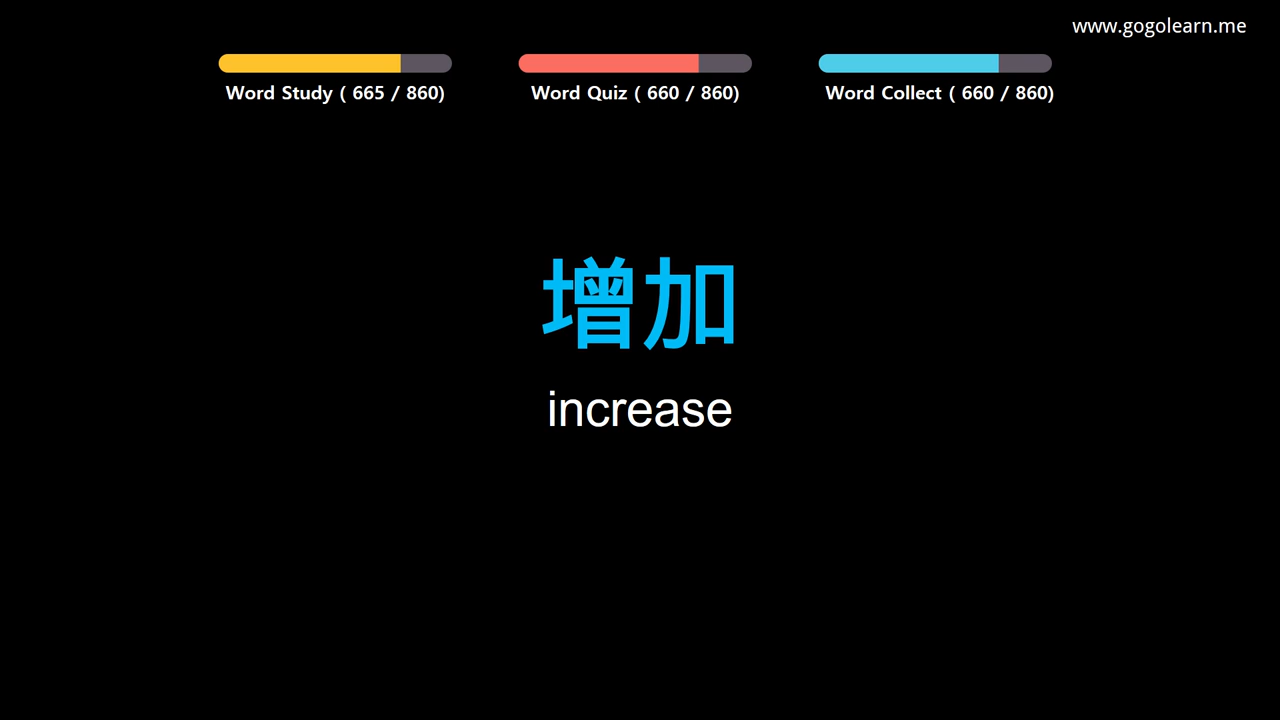 www.gogolearn.me
Word Study ( 665 / 860)
Word Quiz ( 660 / 860)
Word Collect ( 660 / 860)
增加
increase